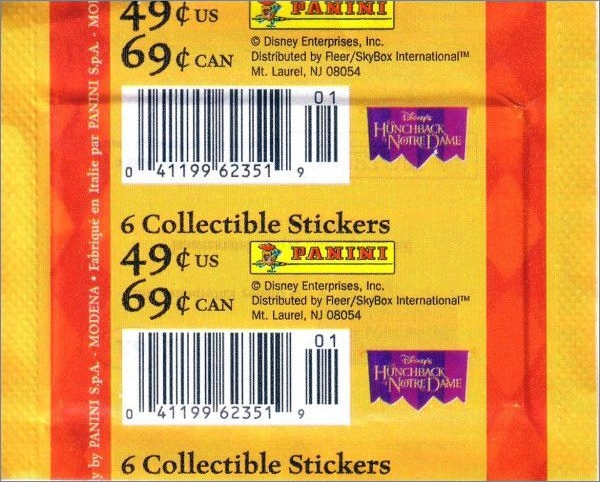 49¢ US
PANINI
69¢ CAN
© Disney Enterprises, Inc.
Distributed by Fleer/SkyBox International™
Mt. Laurel, NJ 08054
01
0 41199 62351 9
Disney's
HUNCHBACK
of NOTRE DAME
6 Collectible Stickers
49¢ US
PANINI
69¢ CAN
© Disney Enterprises, Inc.
Distributed by Fleer/SkyBox International™
Mt. Laurel, NJ 08054
01
0 41199 62351 9
Disney's
HUNCHBACK
of NOTRE DAME
6 Collectible Stickers
y by PANINI S.p.A. - MODENA • Fabriqué en Italie par PANINI S.p.A. - MO